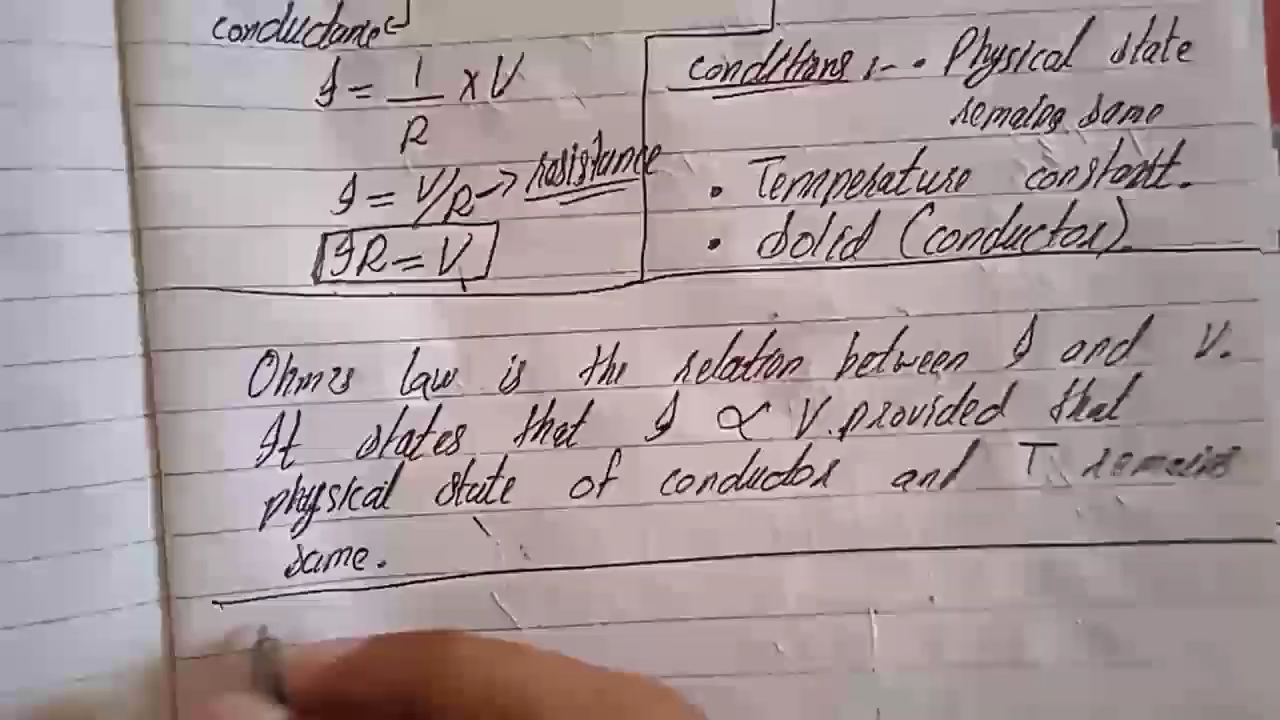 conductance
I = 1/R × V
I = V/R → resistance
IR = V
conditions :- • Physical state
remains same
• Temperature constant.
• Solid (conductor)
Ohms law is the relation between I and V.
It states that I ∝ V. provided that
physical state of conductor and T remains
same.